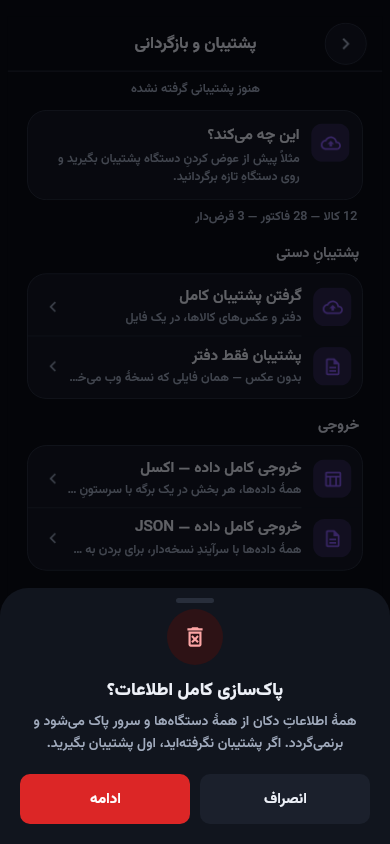 پشتیبان و بازگردانی
هنوز پشتیبانی گرفته نشده
این چه می‌کند؟
مثلاً پیش از عوض کردنِ دستگاه پشتیبان بگیرید و
روی دستگاهِ تازه برگردانید.
12 کالا — 28 فاکتور — 3 قرض‌دار
پشتیبانِ دستی
گرفتن پشتیبان کامل
دفتر و عکس‌های کالاها، در یک فایل
پشتیبان فقط دفتر
بدون عکس — همان فایلی که نسخهٔ وب می‌خ...
خروجی
خروجی کامل داده — اکسل
همهٔ داده‌ها، هر بخش در یک برگه با سرستونِ ...
خروجی کامل داده — JSON
همهٔ داده‌ها با سرآیندِ نسخه‌دار، برای بردن به ...
پاک‌سازی کامل اطلاعات؟
همهٔ اطلاعاتِ دکان از همهٔ دستگاه‌ها و سرور پاک می‌شود و
برنمی‌گردد. اگر پشتیبان نگرفته‌اید، اول پشتیبان بگیرید.
انصراف
ادامه